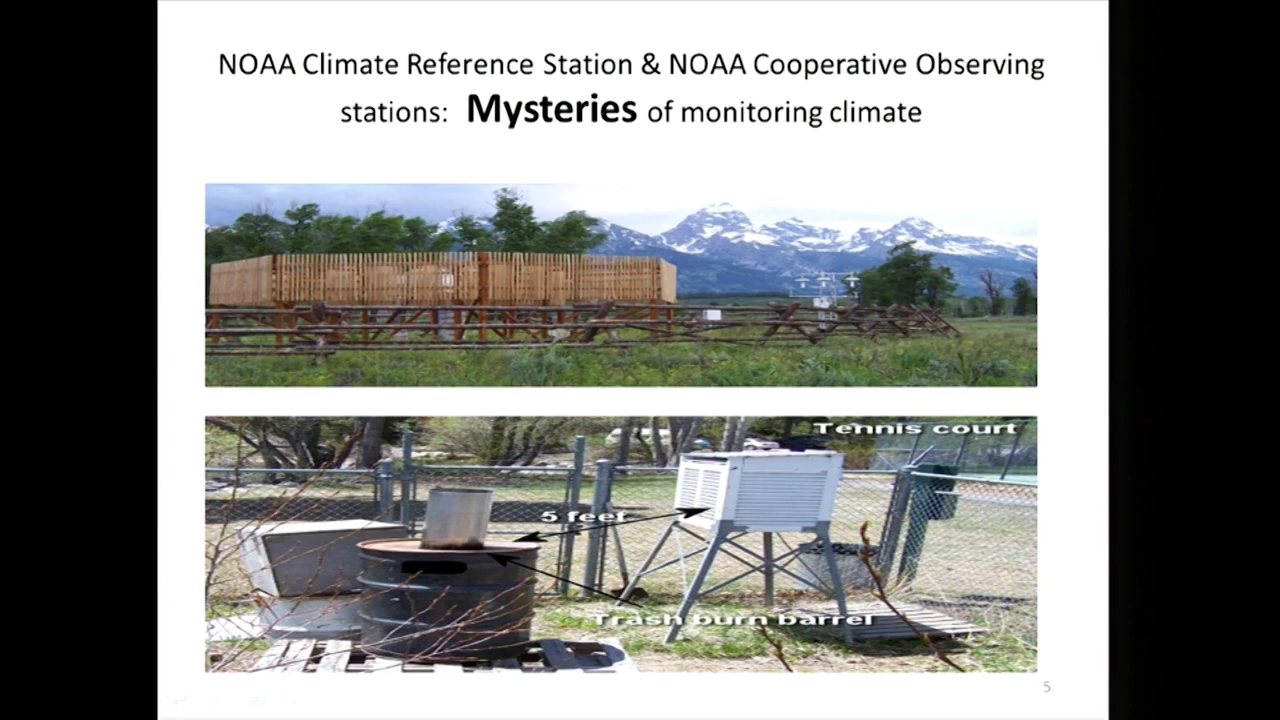 NOAA Climate Reference Station & NOAA Cooperative Observing
stations: Mysteries of monitoring climate
Tennis court
5 feet
Trash burn barrel
5